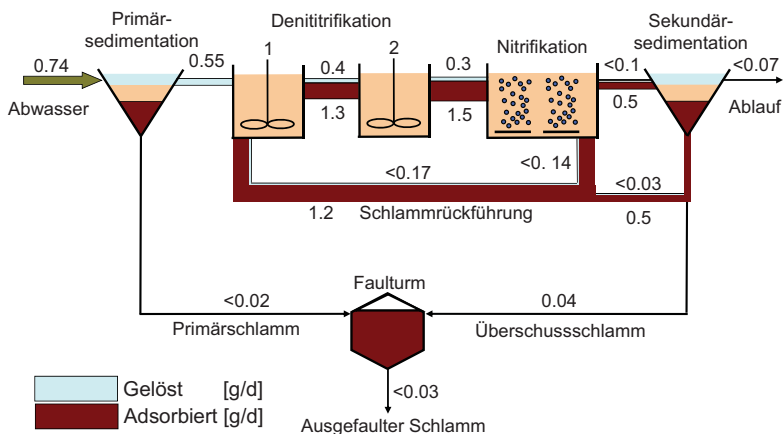 Primär-
sedimentation
Denititrifikation
Nitrifikation
Sekundär-
sedimentation
0.74
0.55
1
0.4
2
0.3
<0.1
<0.07
Abwasser
1.3
1.5
0.5
Ablauf
<0.17
<0. 14
<0.03
1.2
Schlammrückführung
0.5
Faulturm
<0.02
0.04
Primärschlamm
Überschussschlamm
<0.03
Gelöst [g/d]
Adsorbiert [g/d]
Ausgefaulter Schlamm